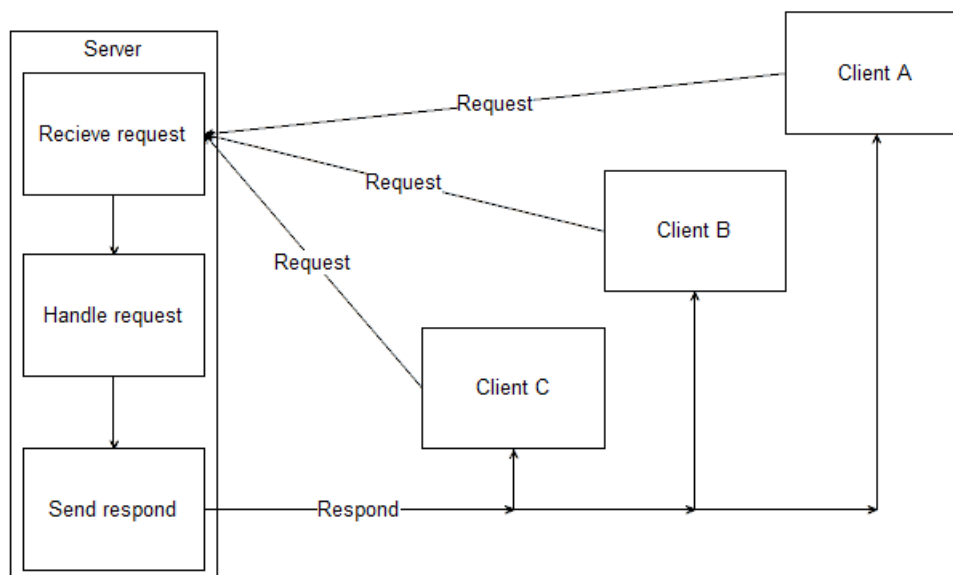 Server
Recieve request
Handle request
Send respond
Request
Request
Request
Respond
Client A
Client B
Client C